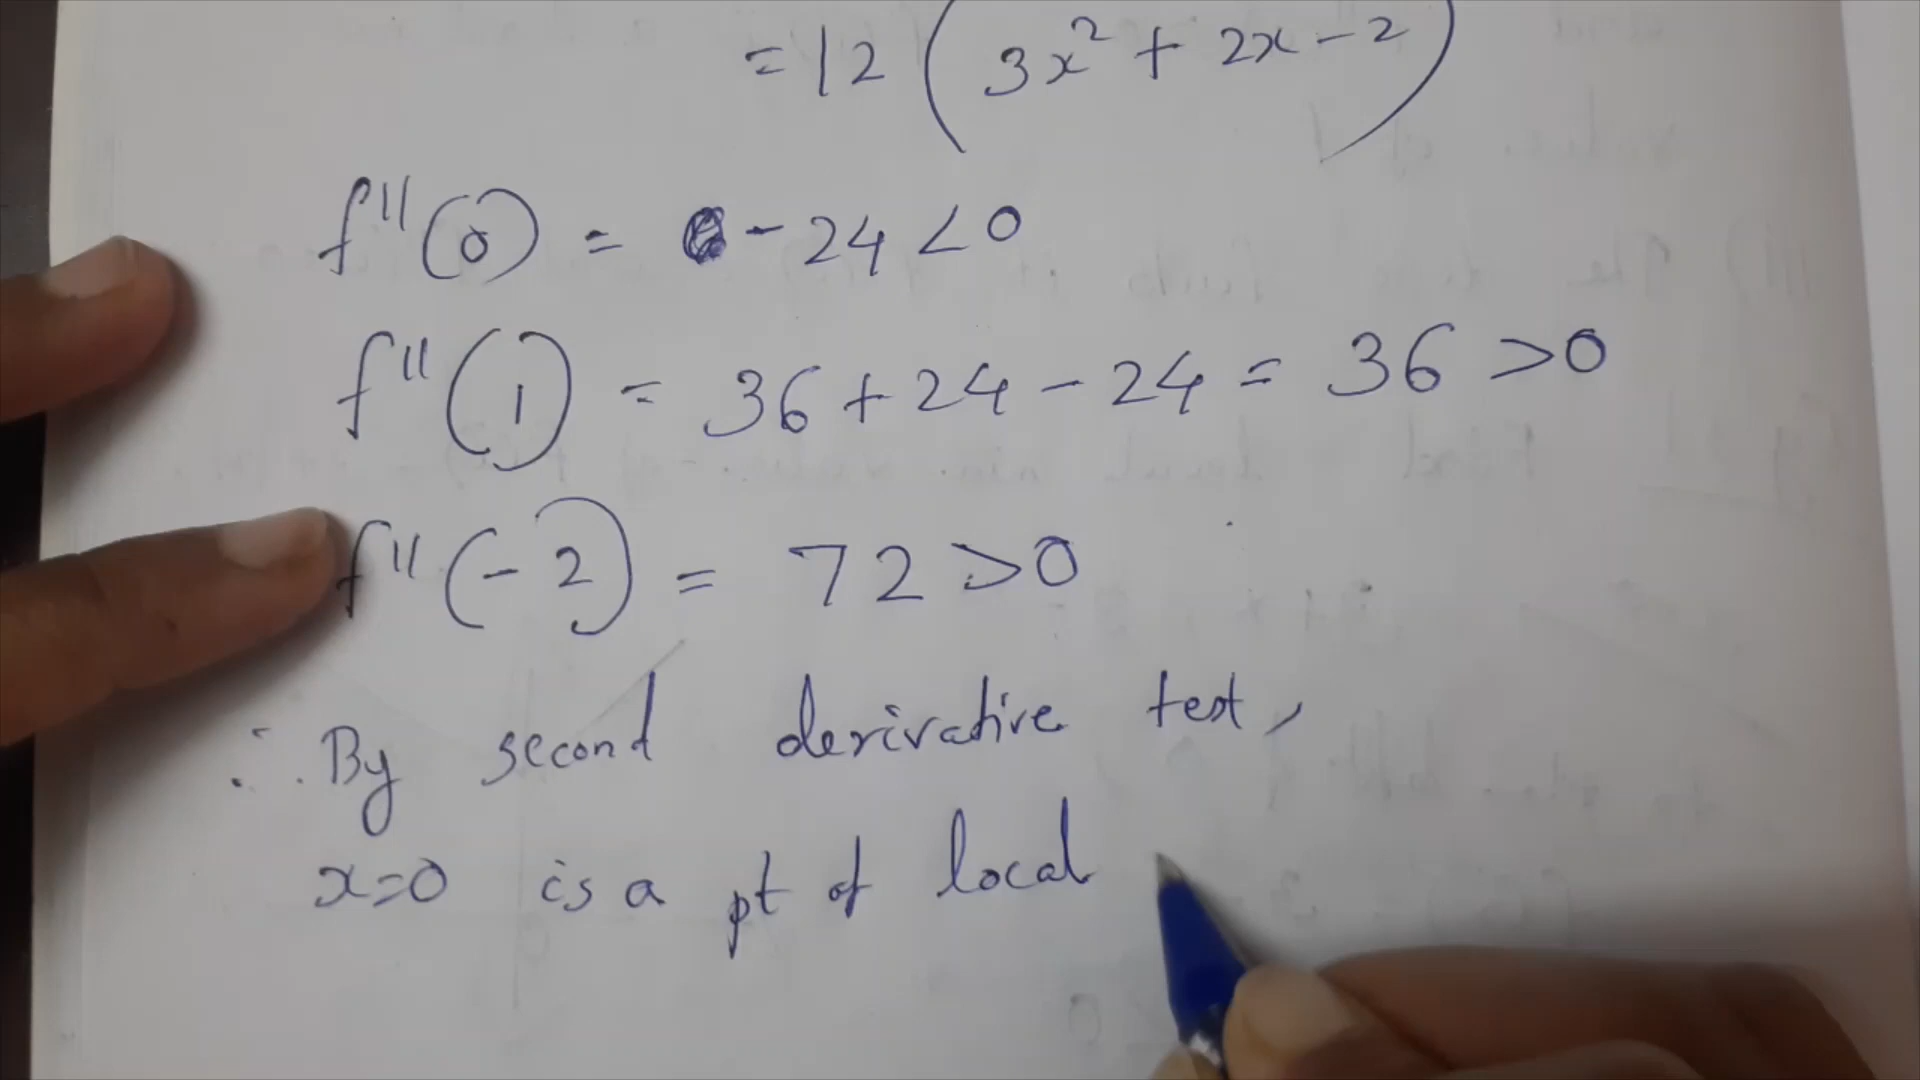 = 12 (3x² + 2x - 2)
f''(0) = - 24 < 0
f''(1) = 36 + 24 - 24 = 36 > 0
f''(-2) = 72 > 0
∴ By second derivative test,
x=0 is a pt of local